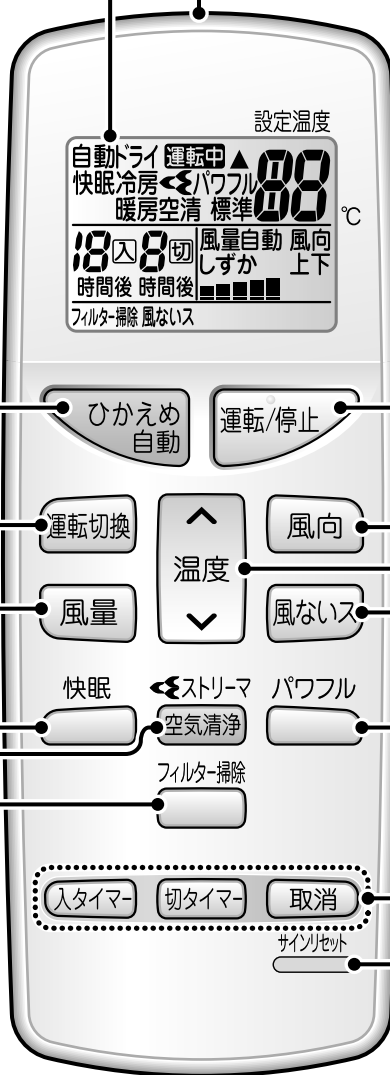 設定温度
自動ドライ 運転中 ▲ 88
快眠冷房 パワフル
暖房空清 標準
℃
18 入 8 切 風量自動 風向
しずか 上下
時間後 時間後
フィルター掃除 風ないス
ひかえめ
自動
運転/停止
運転切換
温度
風向
風量
風ないス
快眠
ストリーマ
パワフル
空気清浄
フィルター掃除
入タイマー
切タイマー
取消
サインリセット